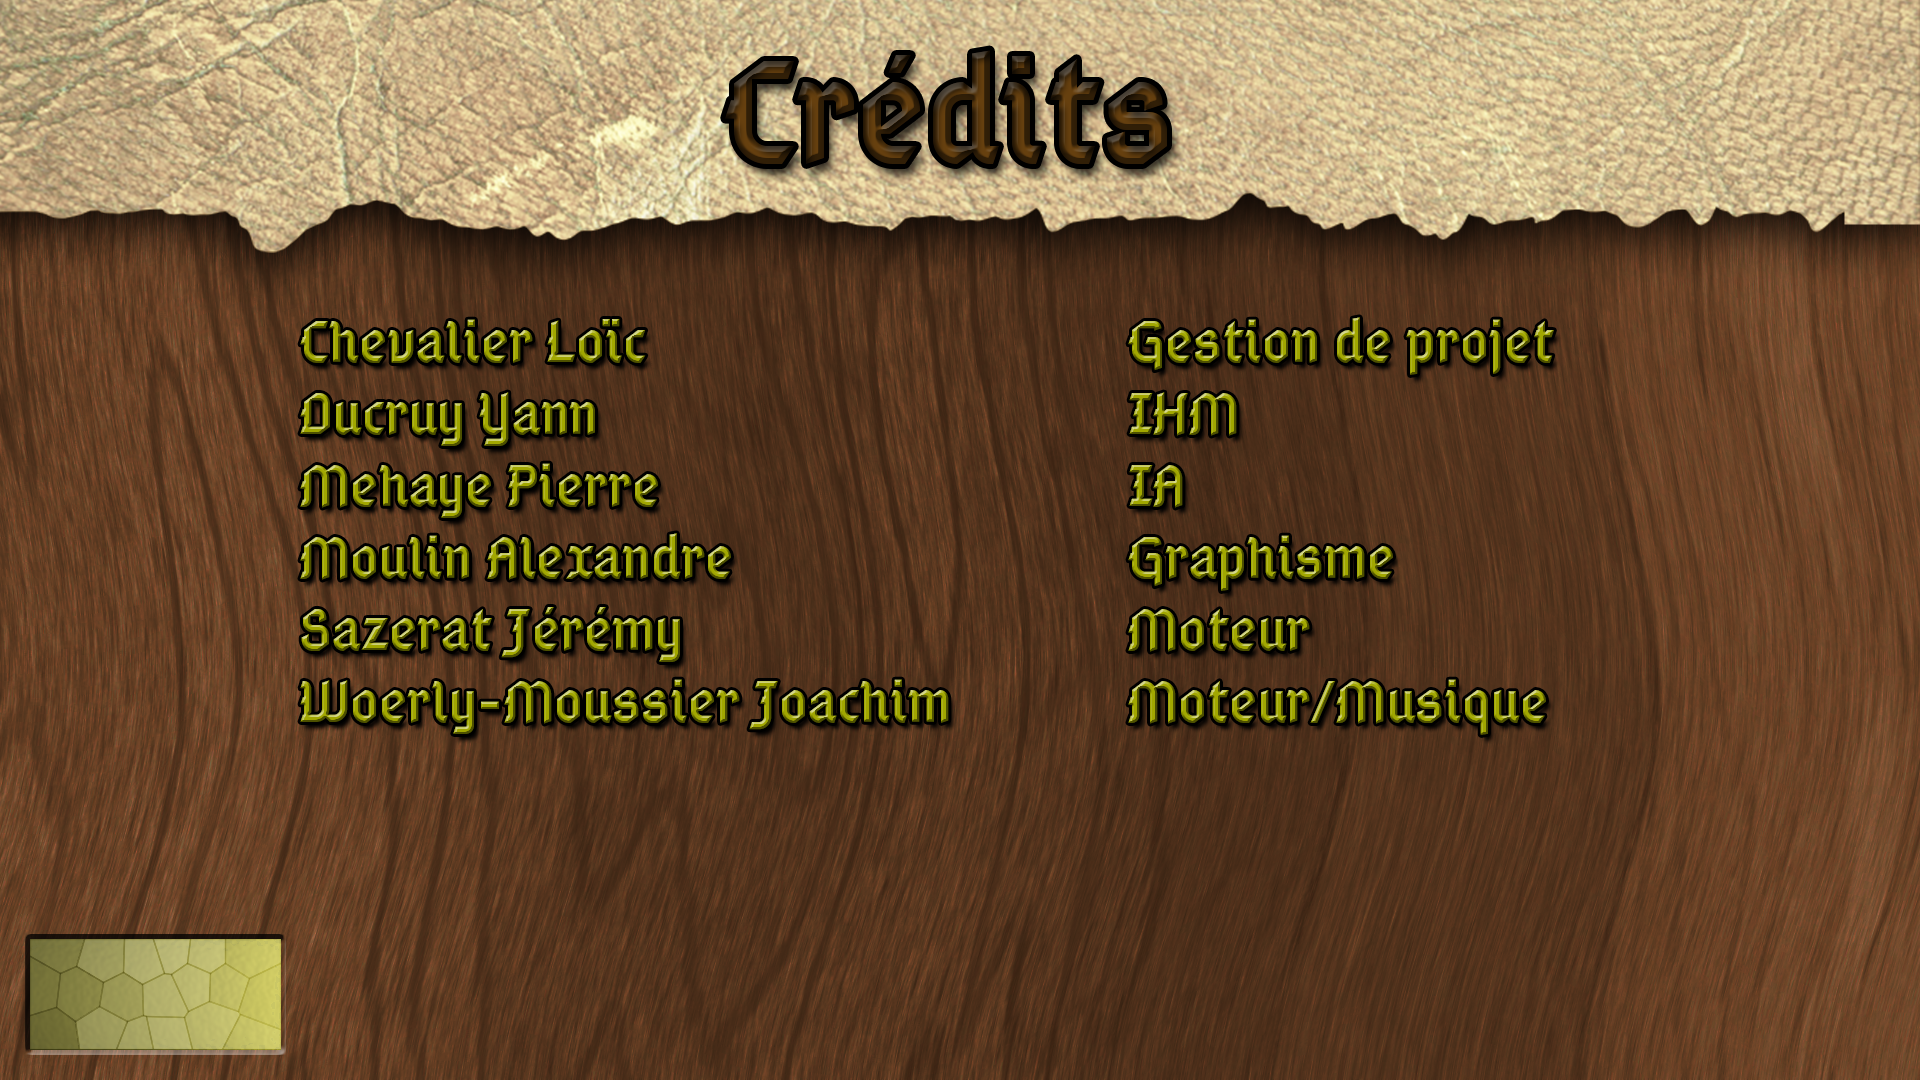 Crédits
Chevalier Loïc Gestion de projet
Ducruy Yann IHM
Mehaye Pierre IA
Moulin Alexandre Graphisme
Sazerat Jérémy Moteur
Woerly-Moussier Joachim Moteur/Musique